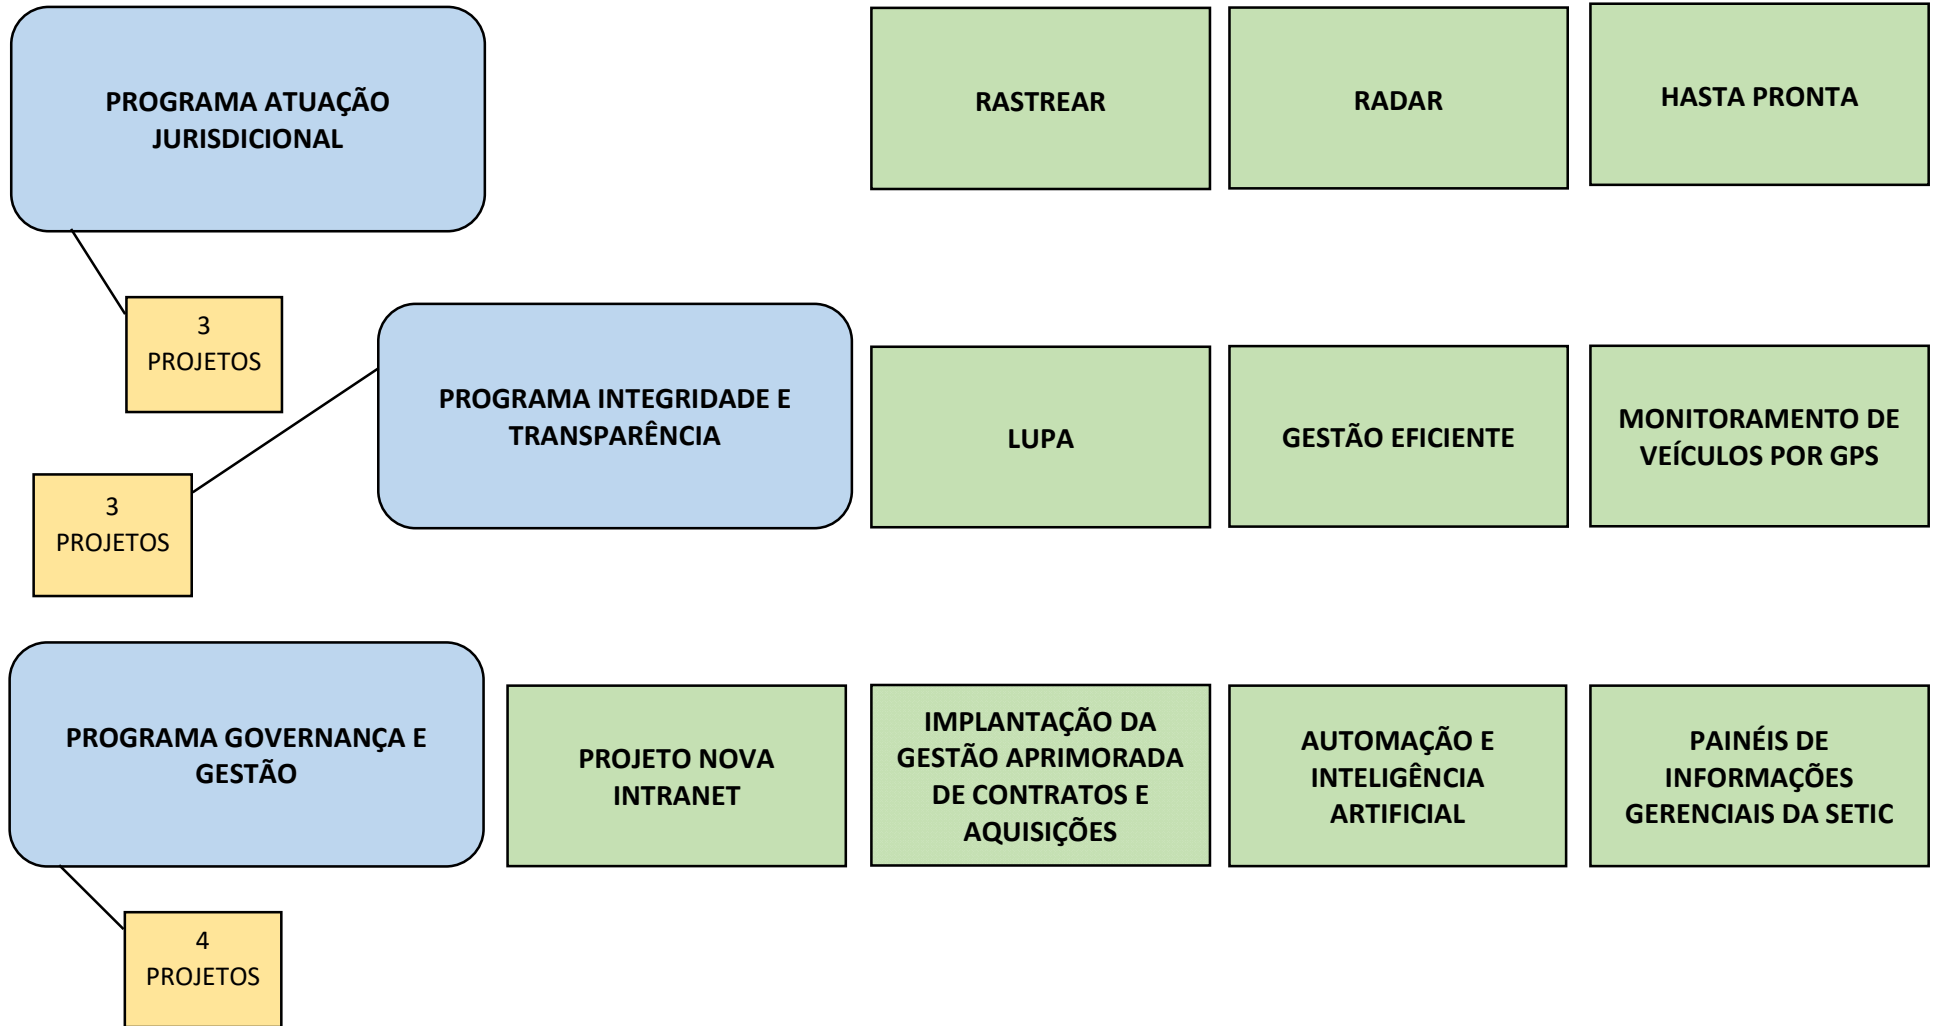 PROGRAMA ATUAÇÃO
JURISDICIONAL
RASTREAR
RADAR
HASTA PRONTA
3
PROJETOS
PROGRAMA INTEGRIDADE E
TRANSPARÊNCIA
LUPA
GESTÃO EFICIENTE
MONITORAMENTO DE
VEÍCULOS POR GPS
3
PROJETOS
PROGRAMA GOVERNANÇA E
GESTÃO
PROJETO NOVA
INTRANET
IMPLANTAÇÃO DA
GESTÃO APRIMORADA
DE CONTRATOS E
AQUISIÇÕES
AUTOMAÇÃO E
INTELIGÊNCIA
ARTIFICIAL
PAINÉIS DE
INFORMAÇÕES
GERENCIAIS DA SETIC
4
PROJETOS